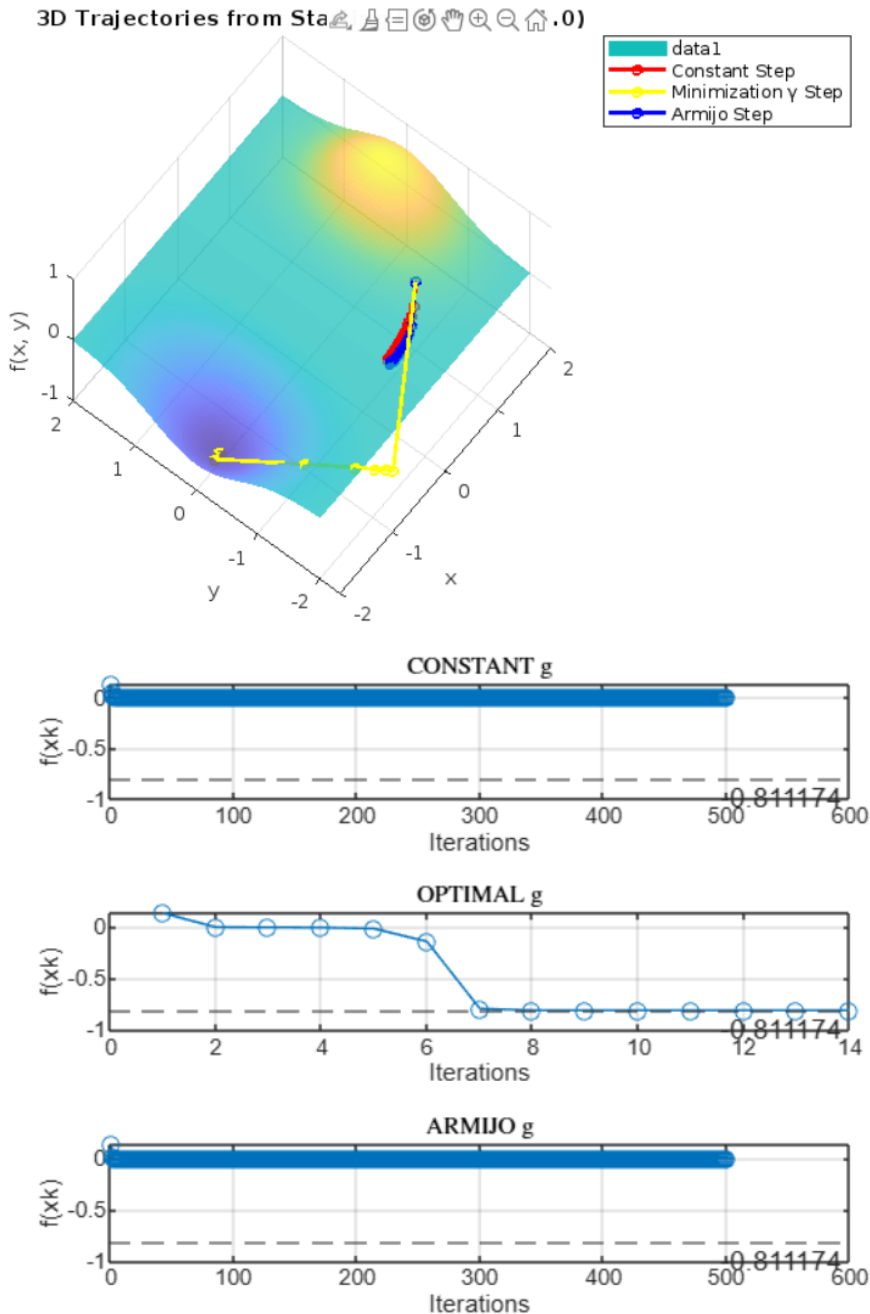 3D Trajectories from Sta .0)
data1
Constant Step
Minimization γ Step
Armijo Step
f(x, y)
1
0
-1
2
1
0
-1
-2
y
2
1
0
-1
-2
x
CONSTANT g
f(xk)
0
-0.5
-1
-0.811174
0 100 200 300 400 500 600
Iterations
OPTIMAL g
f(xk)
0
-0.5
-1
-0.811174
0 2 4 6 8 10 12 14
Iterations
ARMIJO g
f(xk)
0
-0.5
-1
-0.811174
0 100 200 300 400 500 600
Iterations